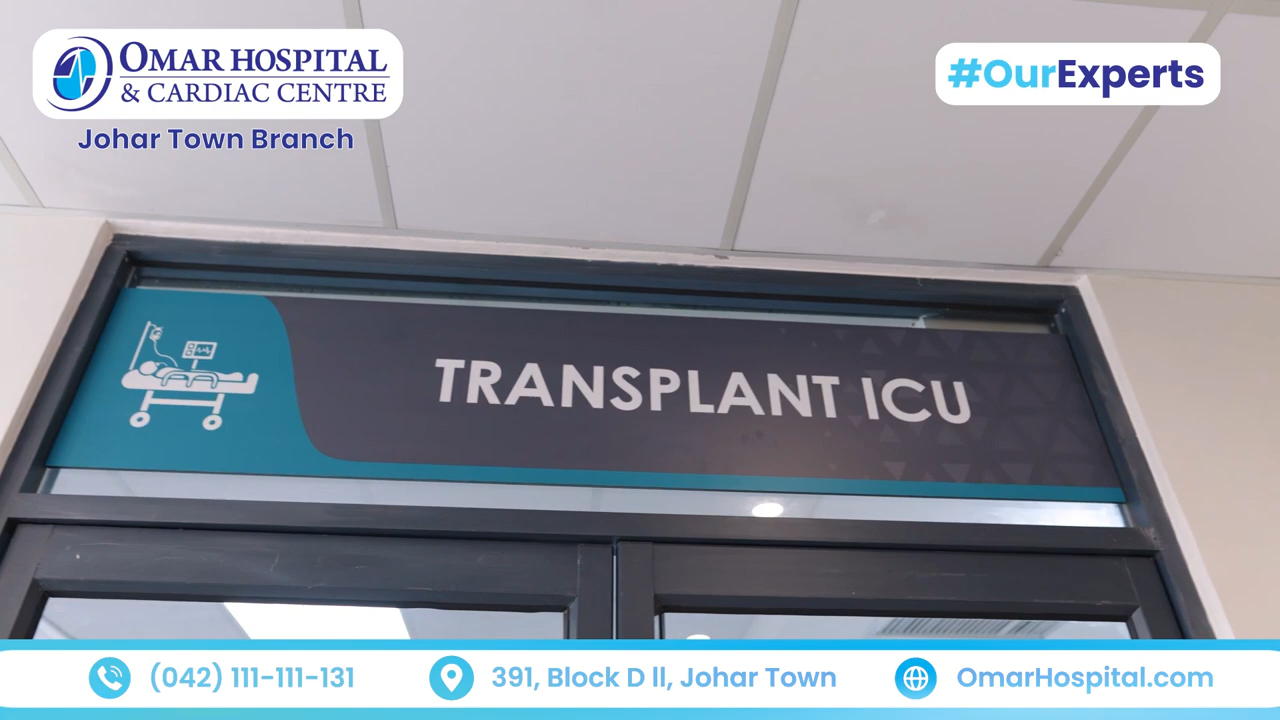 OMAR HOSPITAL
& CARDIAC CENTRE
Johar Town Branch
#OurExperts
TRANSPLANT ICU
(042) 111-111-131
391, Block D ll, Johar Town
OmarHospital.com